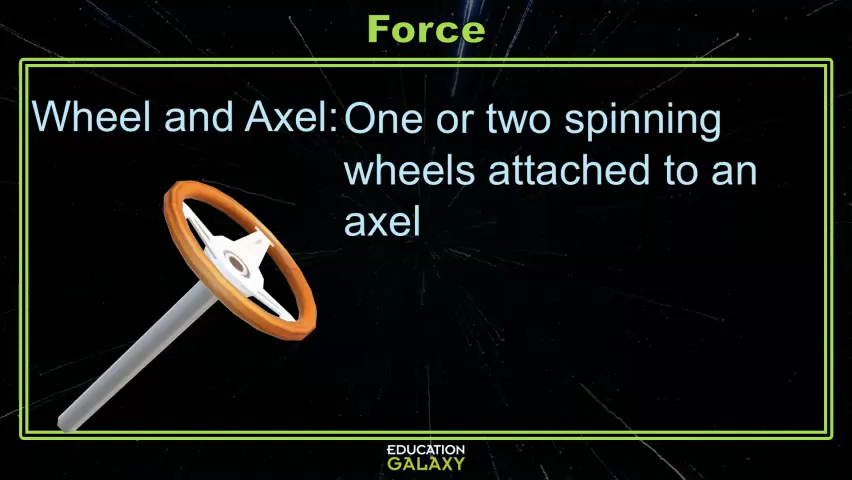 Force
Wheel and Axel: One or two spinning
wheels attached to an
axel
EDUCATION
GALAXY